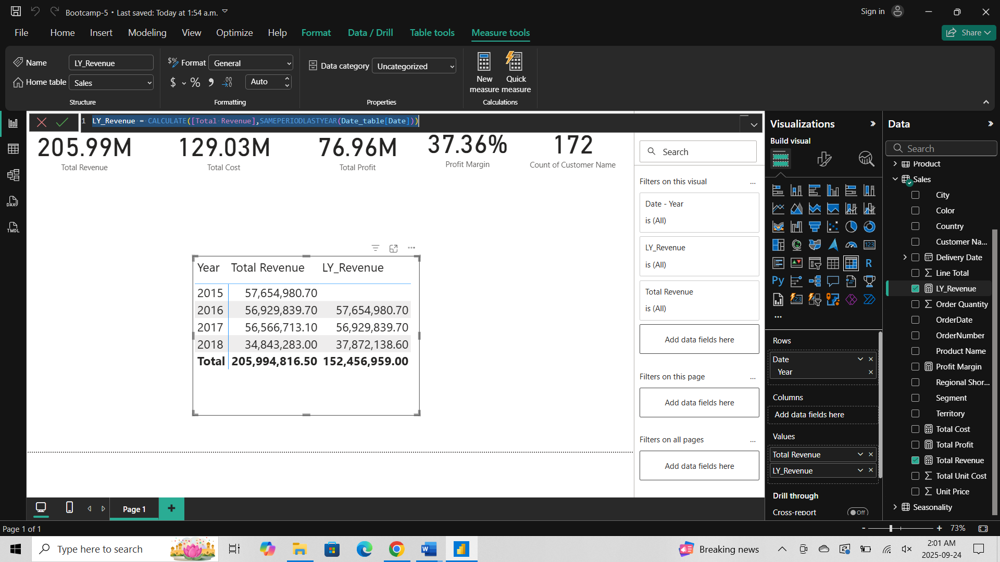 Bootcamp-5 • Last saved: Today at 1:54 a.m.
Sign in
File Home Insert Modeling View Optimize Help Format Data / Drill Table tools Measure tools
Share
Name LY_Revenue
Home table Sales
Structure
$% Format General
$ % , .00 Auto
Formatting
Data category Uncategorized
Properties
New measure
Quick measure
Calculations
1 LY_Revenue = CALCULATE([Total Revenue],SAMEPERIODLASTYEAR(Date_table[Date]))
205.99M
Total Revenue
129.03M
Total Cost
76.96M
Total Profit
37.36%
Profit Margin
172
Count of Customer Name
Year Total Revenue LY_Revenue
2015 57,654,980.70
2016 56,929,839.70 57,654,980.70
2017 56,566,713.10 56,929,839.70
2018 34,843,283.00 37,872,138.60
Total 205,994,816.50 152,456,959.00
Search
Filters on this visual ...
Date - Year
is (All)
LY_Revenue
is (All)
Total Revenue
is (All)
Add data fields here
Filters on this page ...
Add data fields here
Filters on all pages ...
Add data fields here
Visualizations
Build visual
123
R
Py
123
...
Rows
Date
Year
Columns
Add data fields here
Values
Total Revenue
LY_Revenue
Drill through
Cross-report Off
Data
Search
Product
Sales
City
Color
Country
Customer Na...
Delivery Date
Line Total
LY_Revenue
Order Quantity
OrderDate
OrderNumber
Product Name
Profit Margin
Regional Shor...
Segment
Territory
Total Cost
Total Profit
Total Revenue
Total Unit Cost
Unit Price
Seasonality
DAX
TMDL
Page 1
+
Page 1 of 1
- + 73%
Type here to search
Breaking news
2:01 AM
2025-09-24